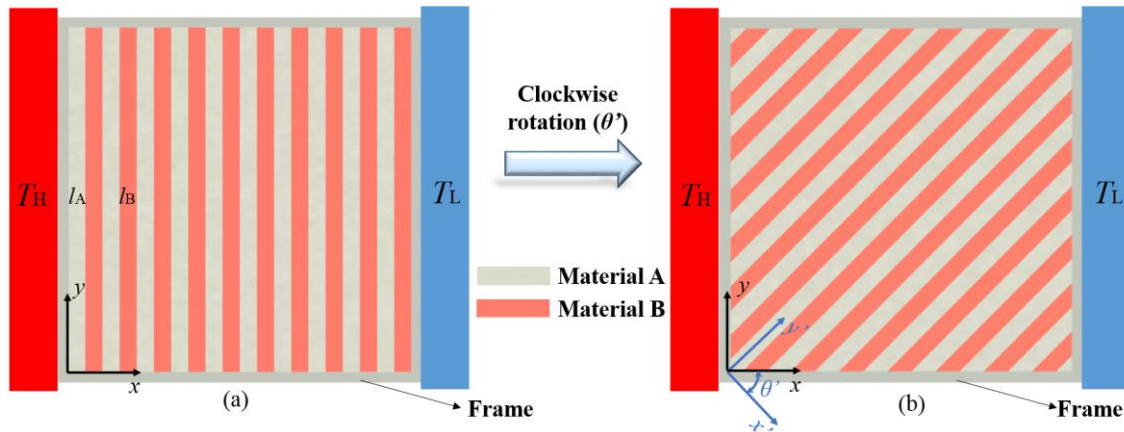 T_H
l_A
l_B
T_L
y
x
(a)
Frame
Clockwise
rotation (θ’)
Material A
Material B
T_H
T_L
y
y’
x
θ’
x’
(b)
Frame